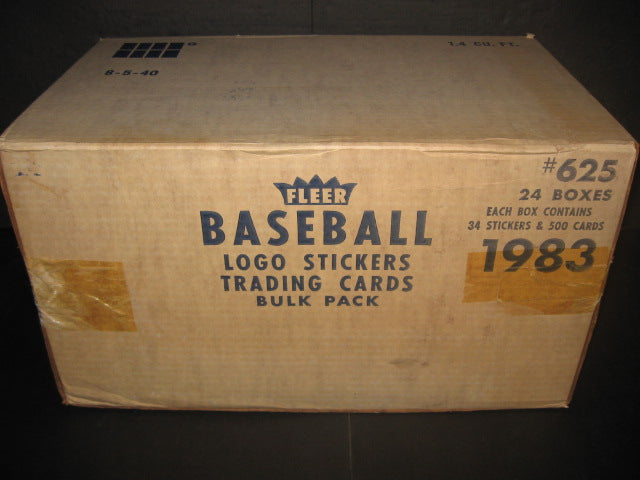 8-5-40
1.4 CU. FT.
#625
24 BOXES
EACH BOX CONTAINS
34 STICKERS & 500 CARDS
1983
FLEER
BASEBALL
LOGO STICKERS
TRADING CARDS
BULK PACK